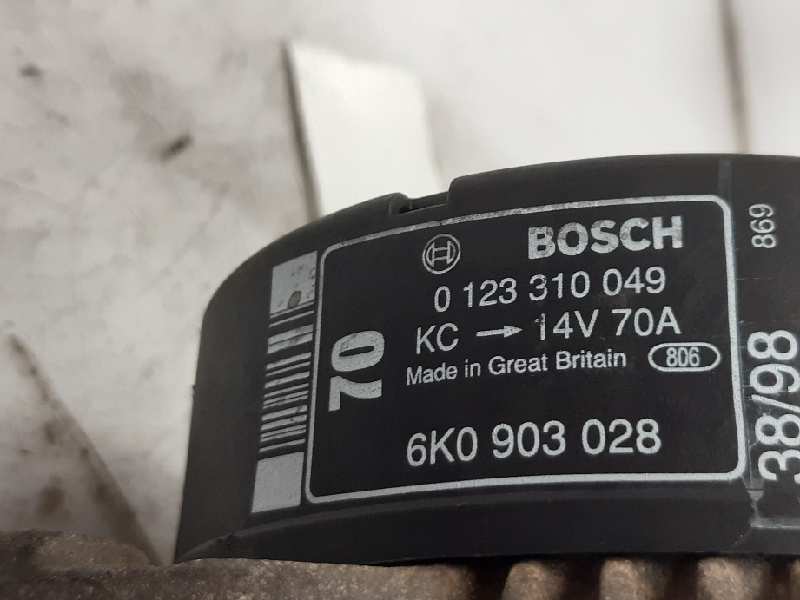 BOSCH
0 123 310 049
KC → 14V 70A
Made in Great Britain 806
6K0 903 028
70
869
38/98